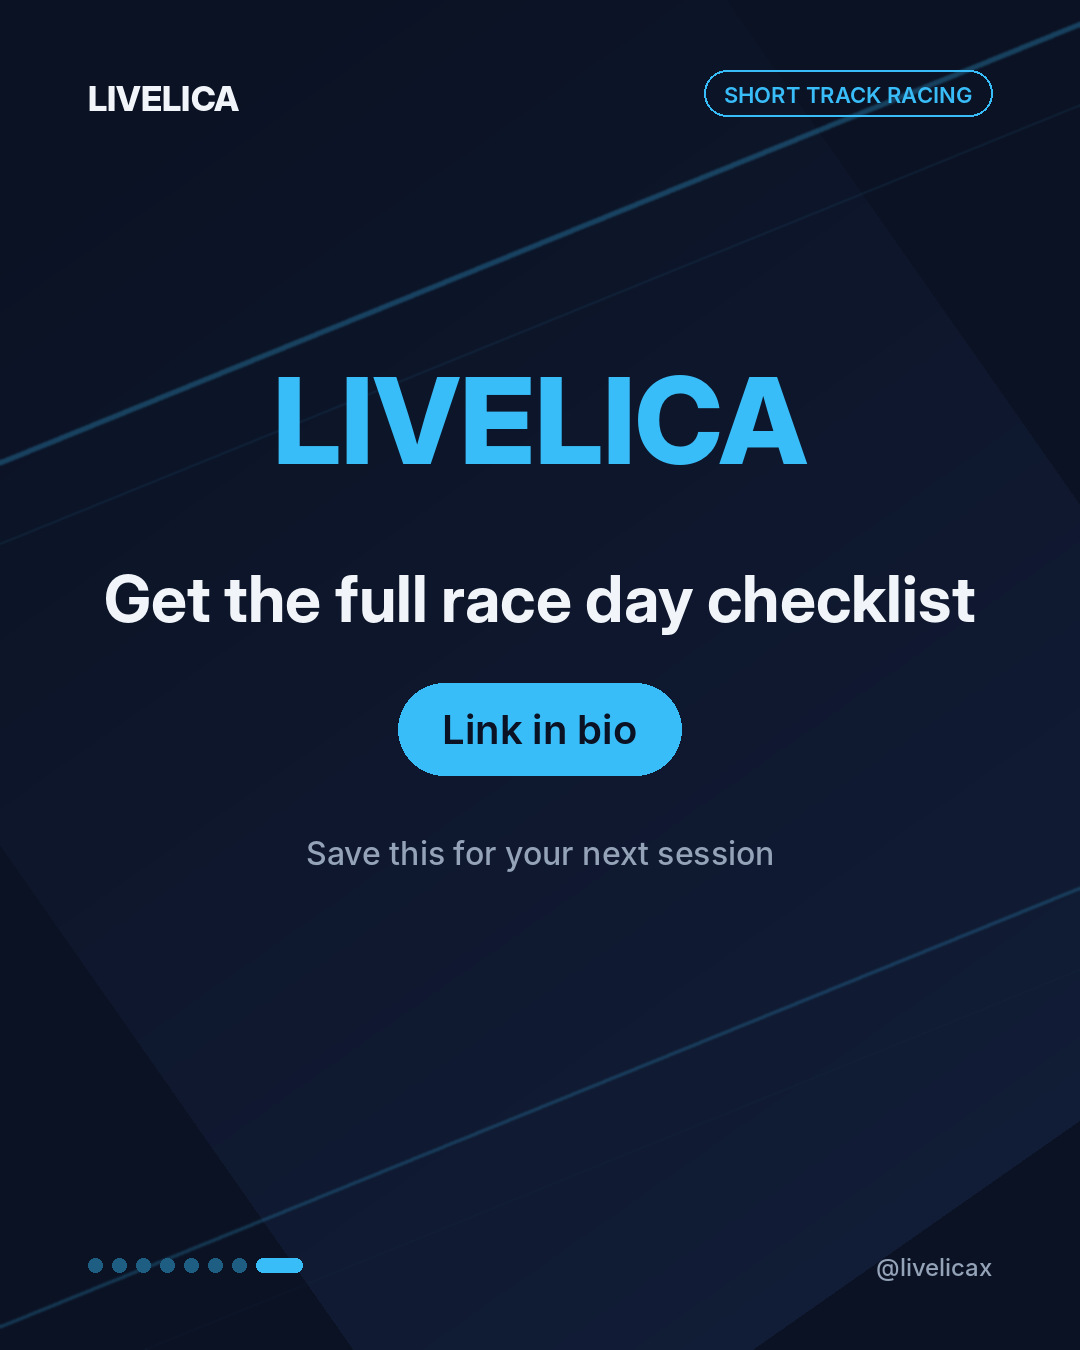 LIVELICA
SHORT TRACK RACING
LIVELICA
Get the full race day checklist
Link in bio
Save this for your next session
@livelicax